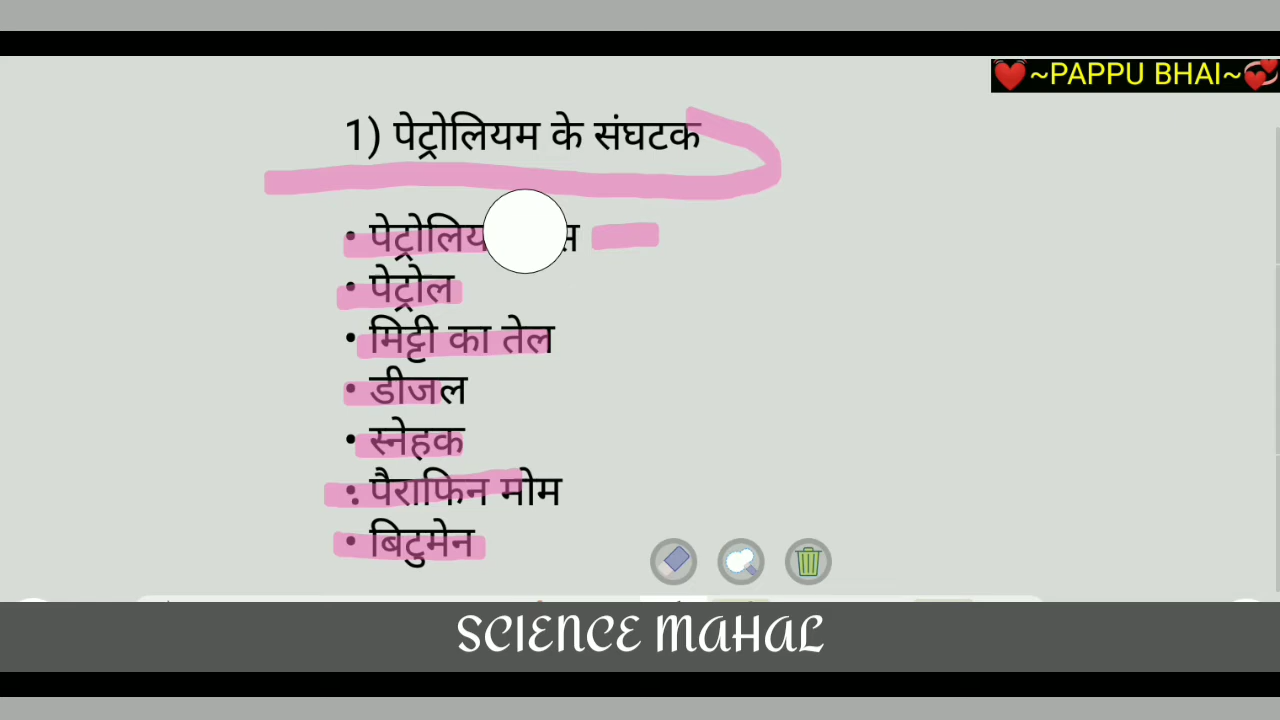 ~PAPPU BHAI~
1) पेट्रोलियम के संघटक
• पेट्रोल
• मिट्टी का तेल
• डीजल
• स्नेहक
• पैराफिन मोम
• बिटुमेन
SCIENCE MAHAL